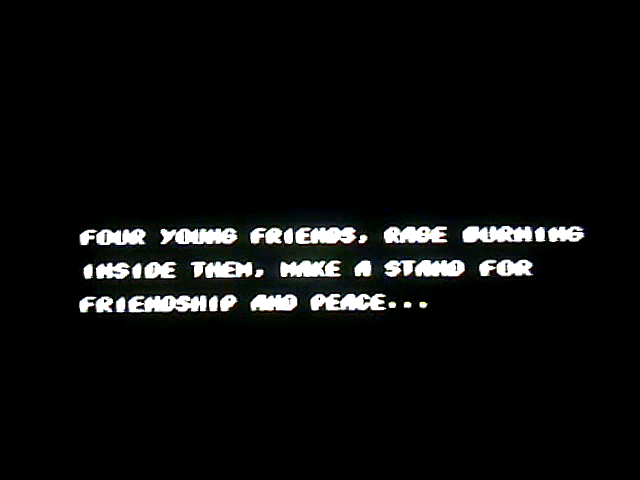 FOUR YOUNG FRIENDS, RAGE BURNING
INSIDE THEM, MAKE A STAND FOR
FRIENDSHIP AND PEACE...